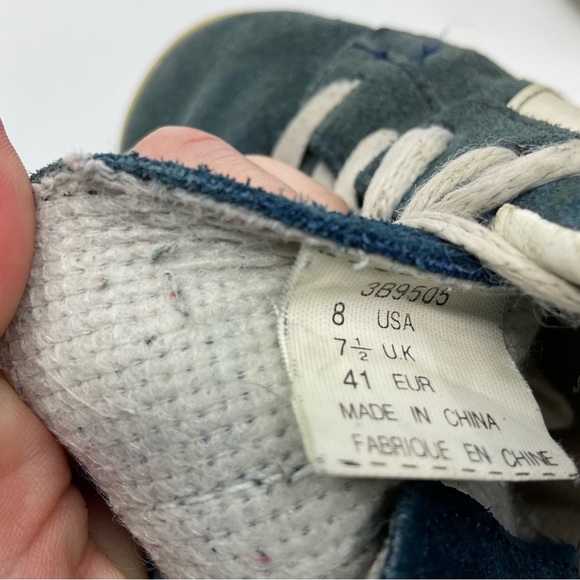 3B9505
8 USA
7½ U.K
41 EUR
MADE IN CHINA
FABRIQUE EN CHINE